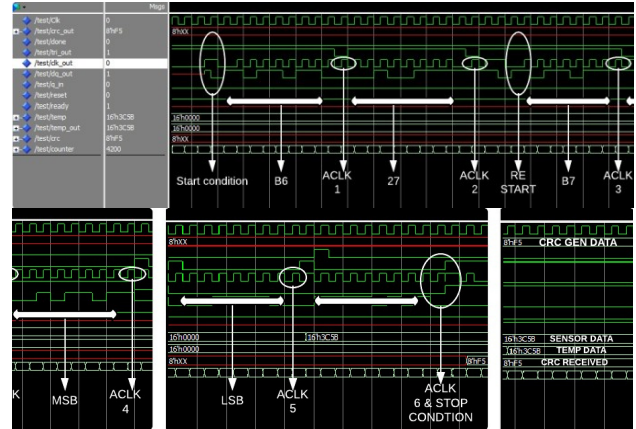 Msgs
/test/Clk 0
/test/crc_out 8'hF5 8'hXX
/test/done 0
/test/tri_out 1
/test/clk_out 0
/test/dq_out 1
/test/q_in 0
/test/reset 0
/test/ready 1
/test/temp 16'h3C5B 16'h0000
/test/temp_out 16'h3C5B 16'h0000
/test/crc 8'hF5 8'hXX
/test/counter 4200
Start condition B6 ACLK 1 27 ACLK 2 RE START B7 ACLK 3
8'hXX
8'hF5 CRC GEN DATA
16'h0000 16'h3C5B
16'h0000
8'hXX 8'hF5
16'h3C5B SENSOR DATA
16'h3C5B TEMP DATA
8'hF5 CRC RECEIVED
K MSB ACLK 4
LSB ACLK 5
ACLK
6 & STOP
CONDTION